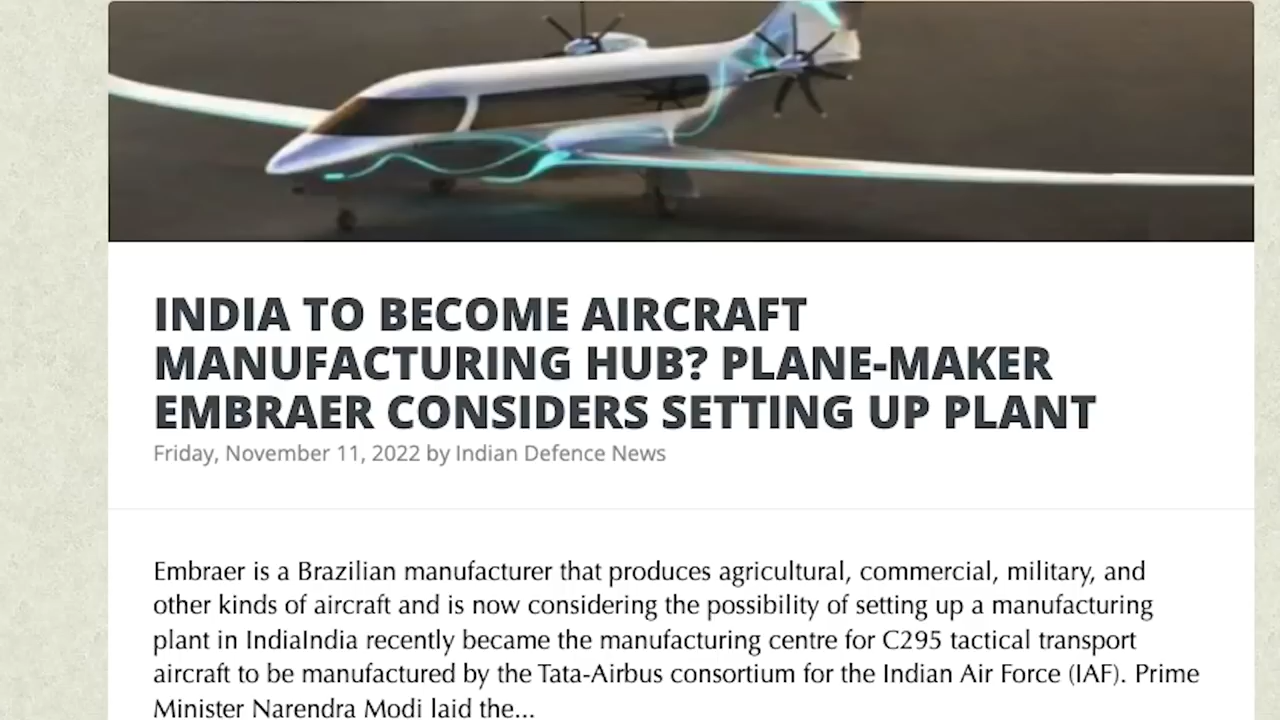 INDIA TO BECOME AIRCRAFT
MANUFACTURING HUB? PLANE-MAKER
EMBRAER CONSIDERS SETTING UP PLANT
Friday, November 11, 2022 by Indian Defence News
Embraer is a Brazilian manufacturer that produces agricultural, commercial, military, and
other kinds of aircraft and is now considering the possibility of setting up a manufacturing
plant in IndiaIndia recently became the manufacturing centre for C295 tactical transport
aircraft to be manufactured by the Tata-Airbus consortium for the Indian Air Force (IAF). Prime
Minister Narendra Modi laid the...